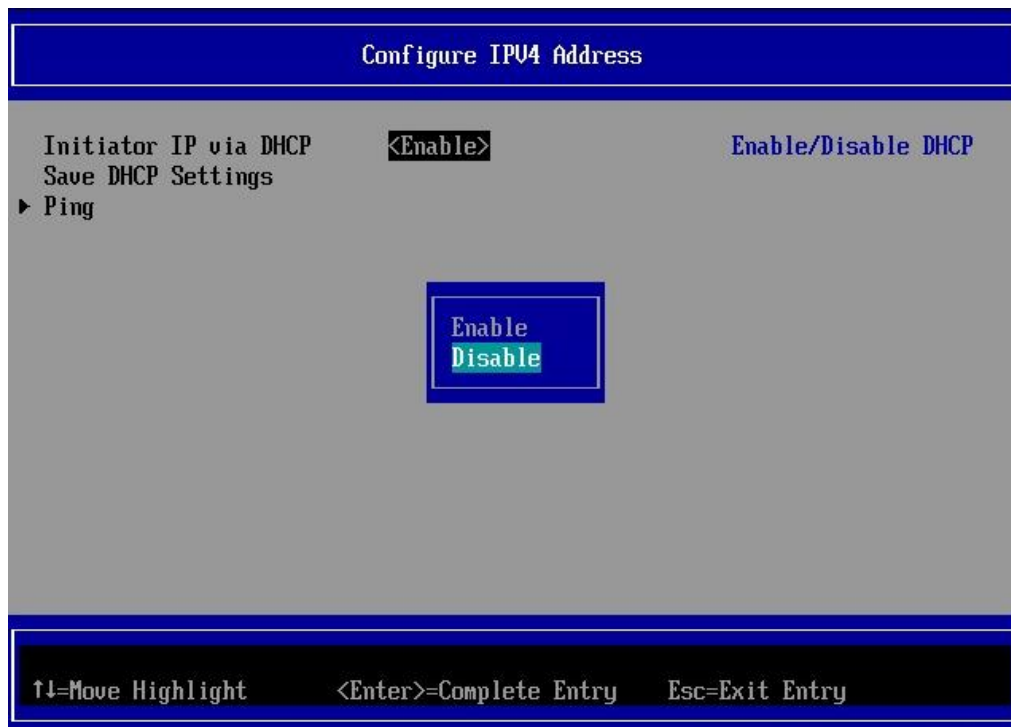 Configure IPV4 Address
Initiator IP via DHCP <Enable> Enable/Disable DHCP
Save DHCP Settings
Ping
Enable
Disable
↑↓=Move Highlight <Enter>=Complete Entry Esc=Exit Entry